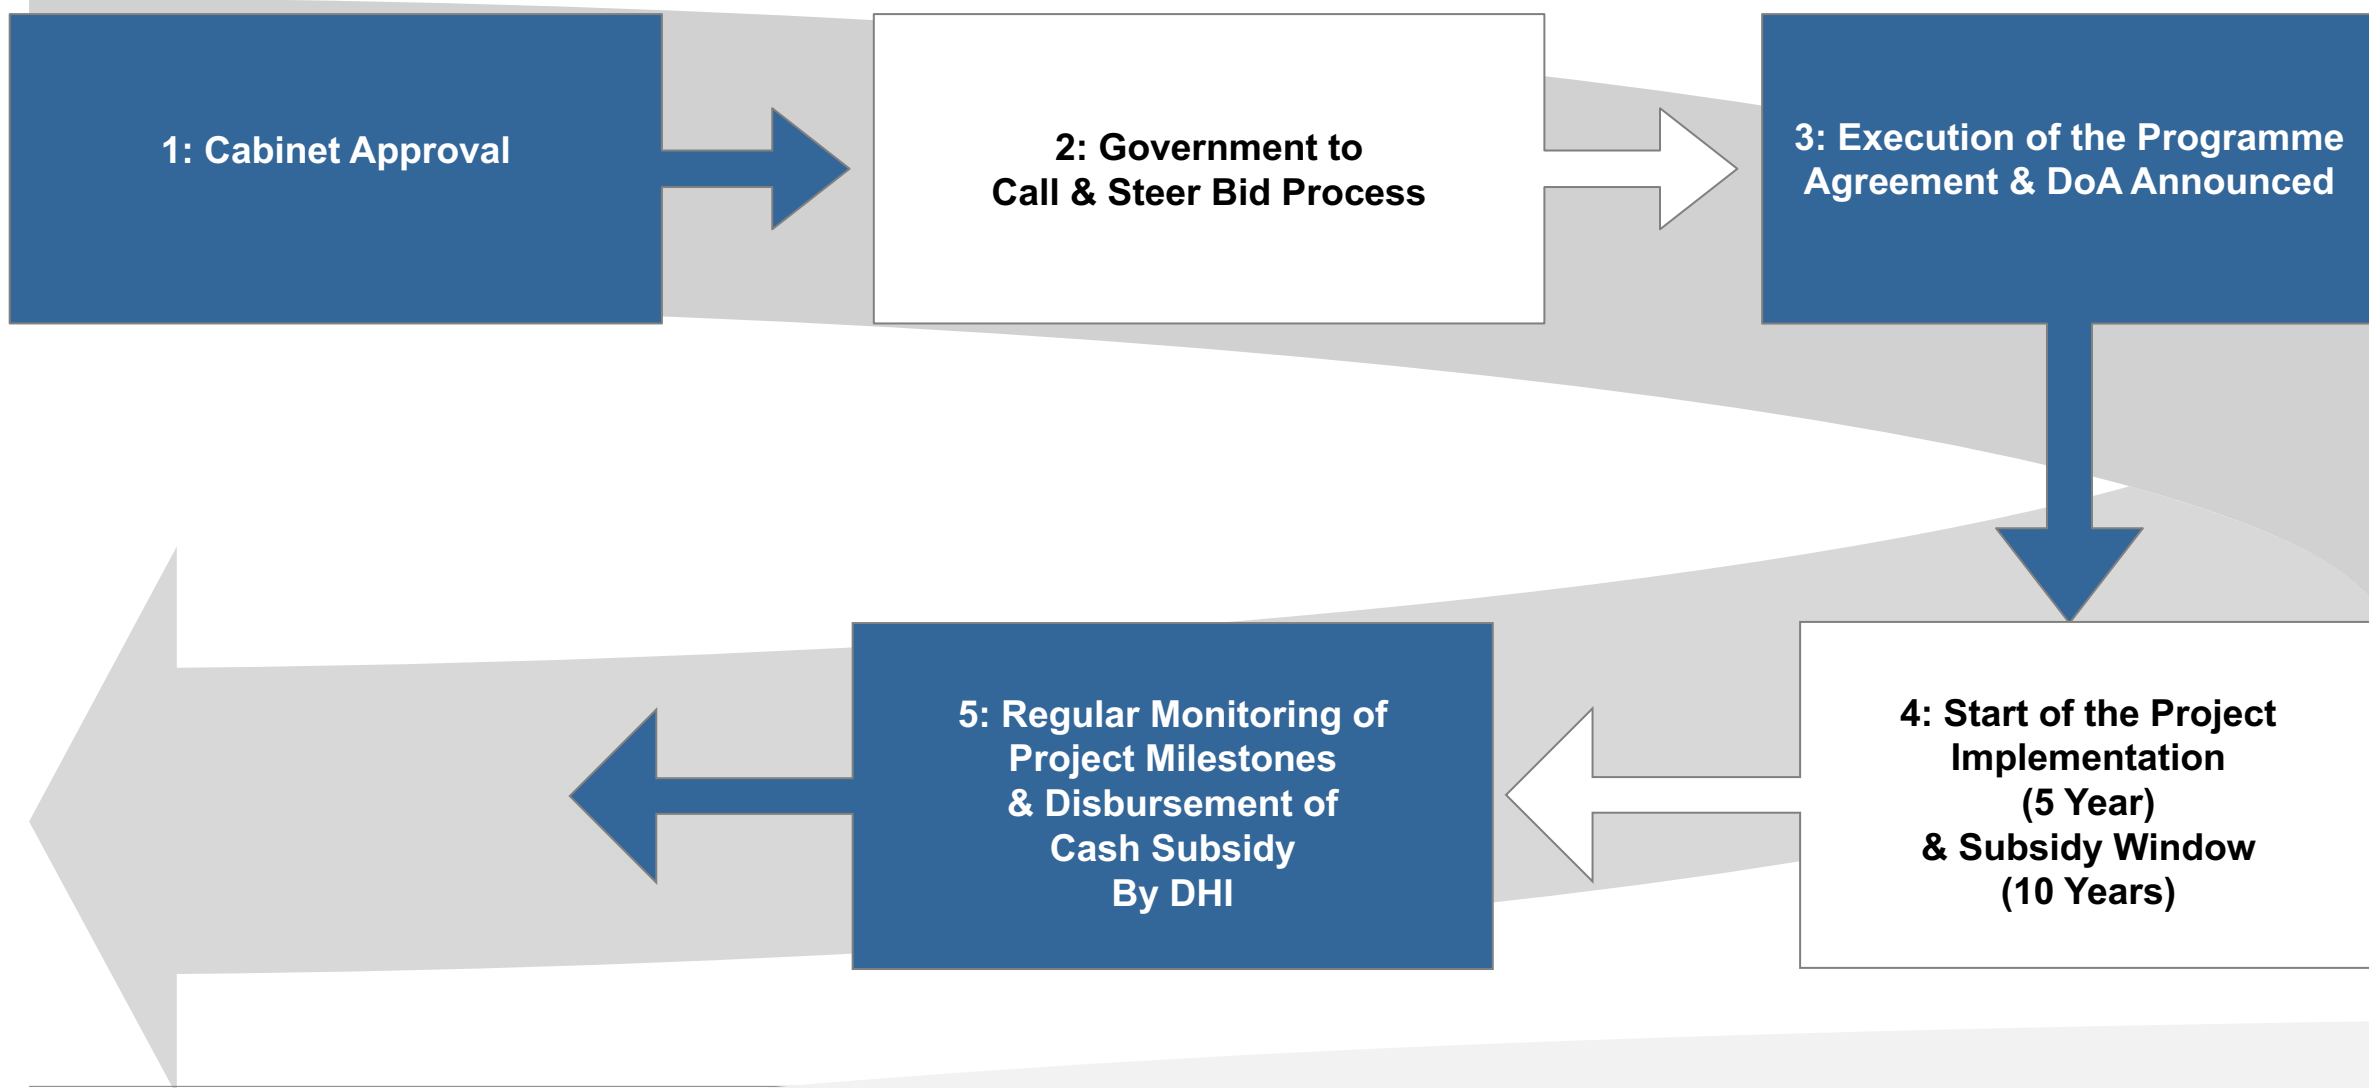 1: Cabinet Approval
2: Government to
Call & Steer Bid Process
3: Execution of the Programme
Agreement & DoA Announced
4: Start of the Project
Implementation
(5 Year)
& Subsidy Window
(10 Years)
5: Regular Monitoring of
Project Milestones
& Disbursement of
Cash Subsidy
By DHI